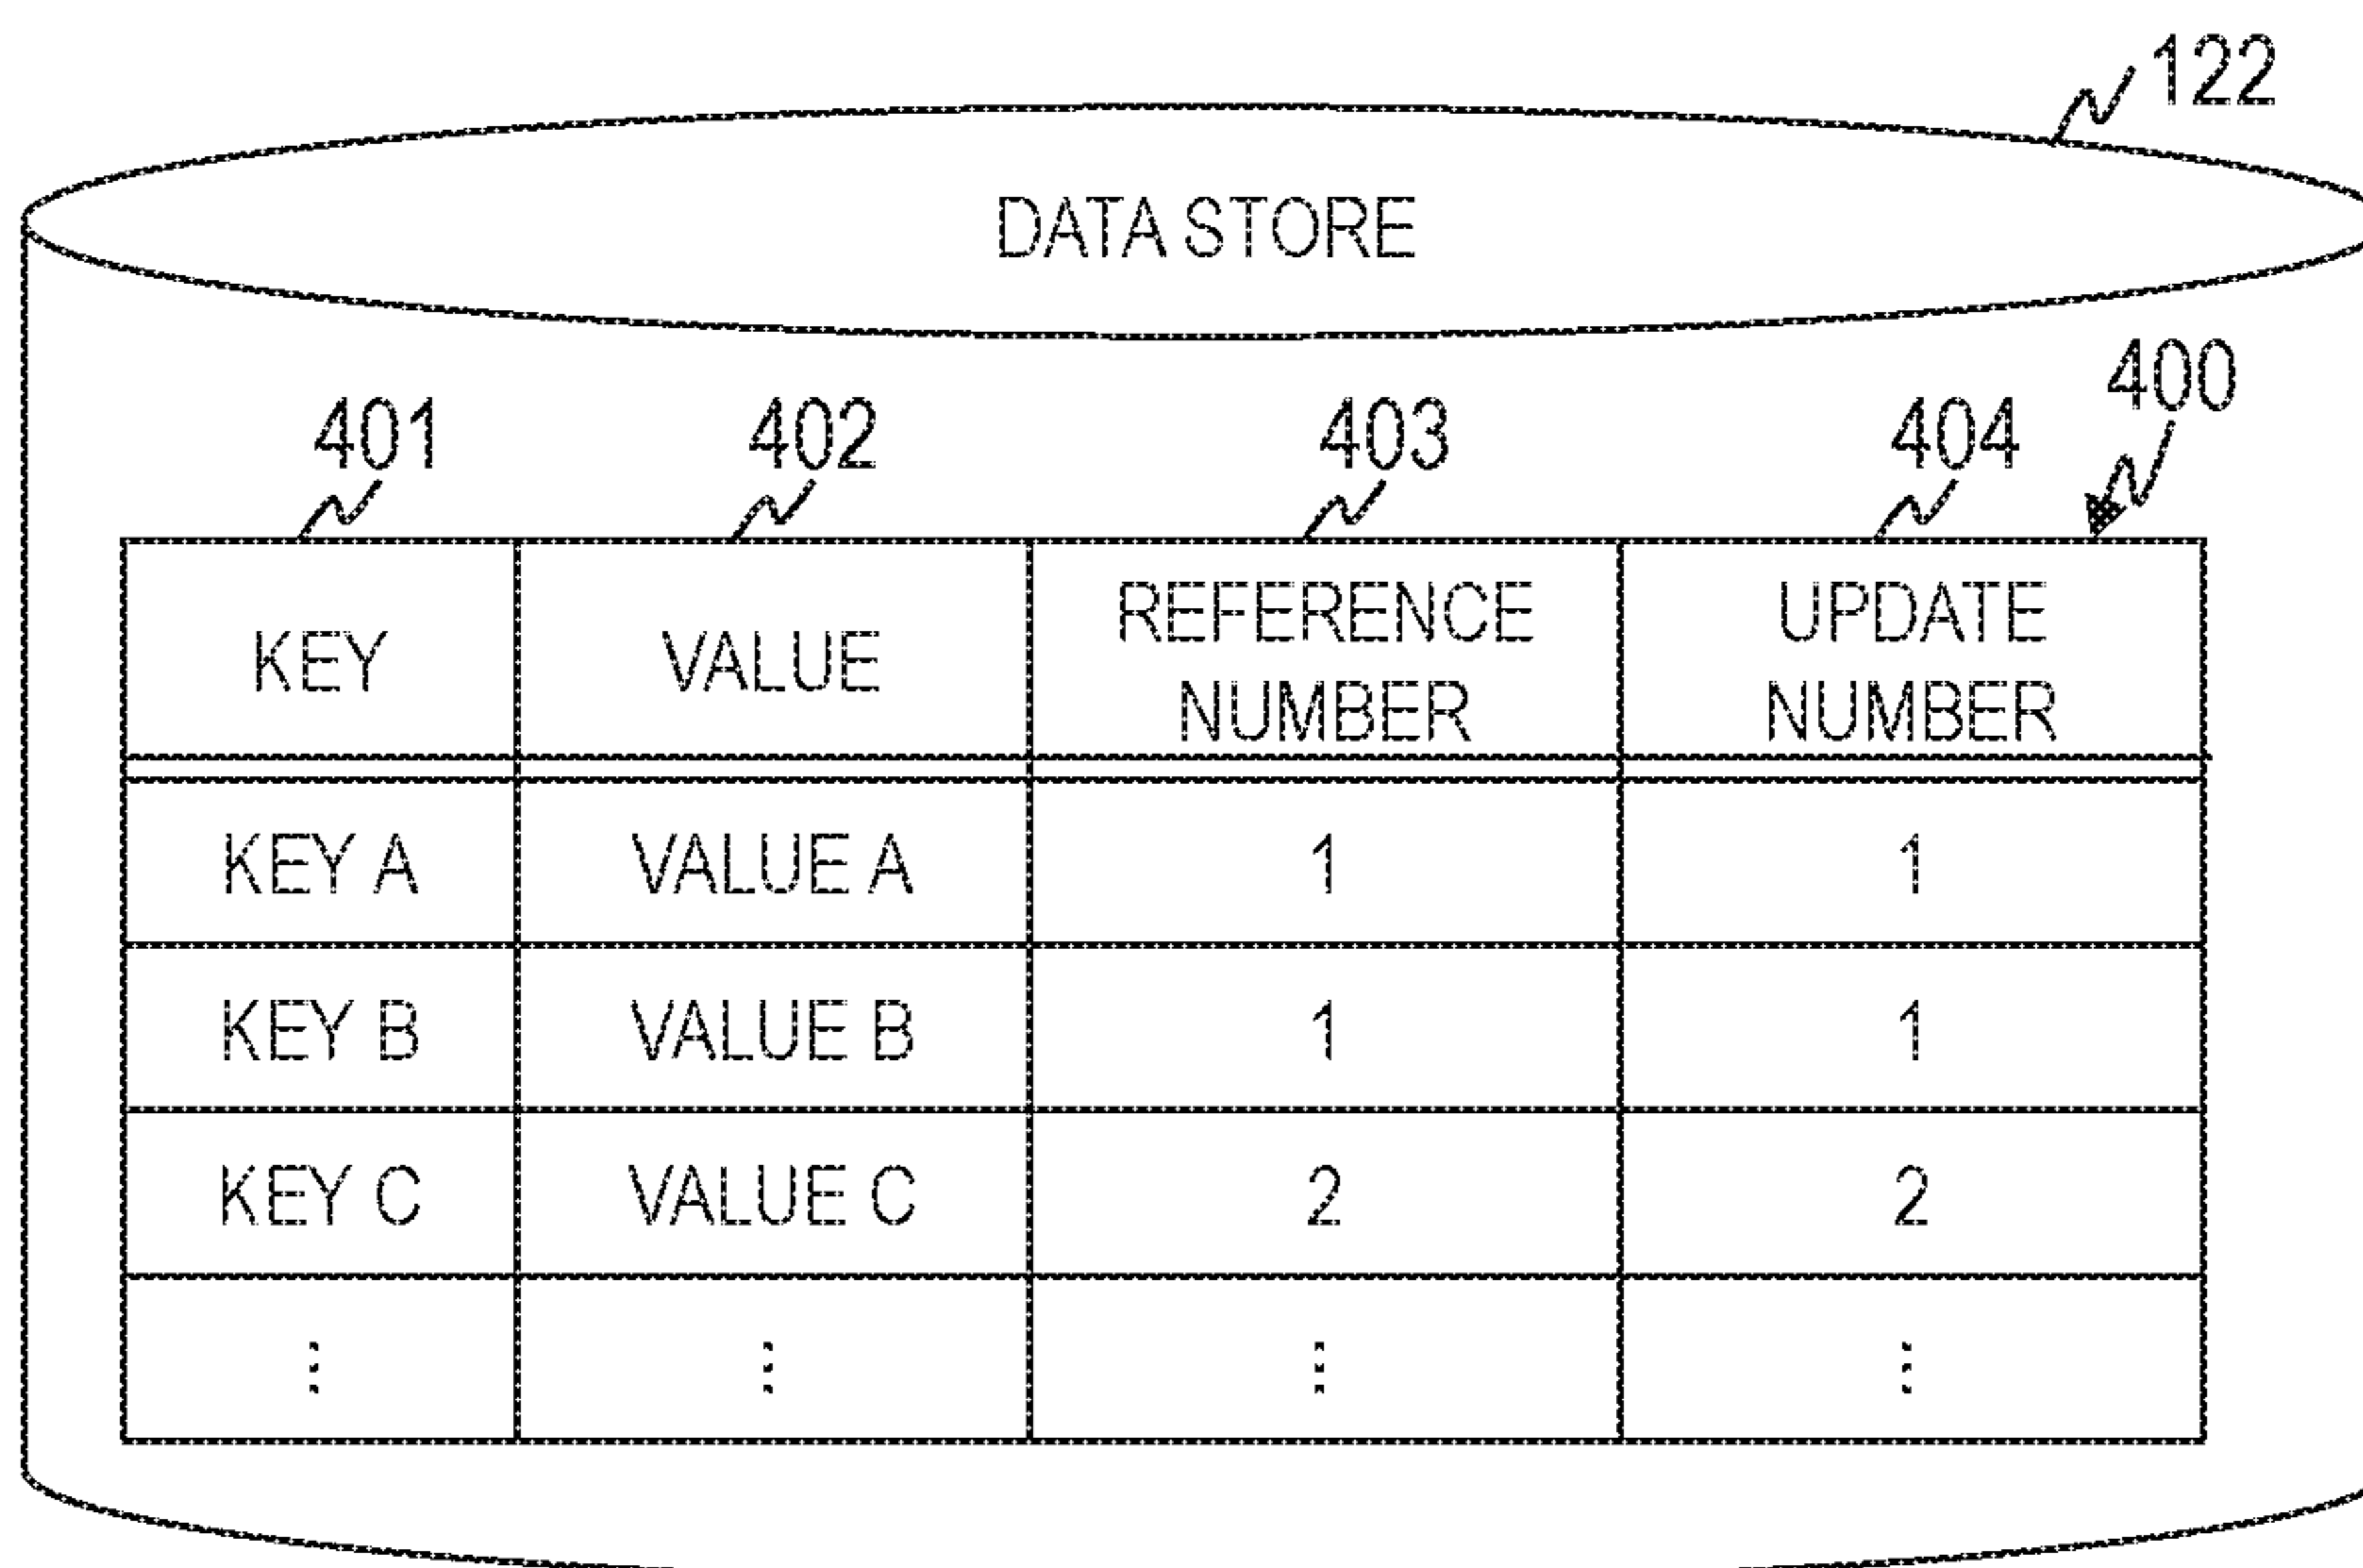 122
DATA STORE
400
401 402 403 404
KEY VALUE REFERENCE NUMBER UPDATE NUMBER
KEY A VALUE A 1 1
KEY B VALUE B 1 1
KEY C VALUE C 2 2
⋮ ⋮ ⋮ ⋮